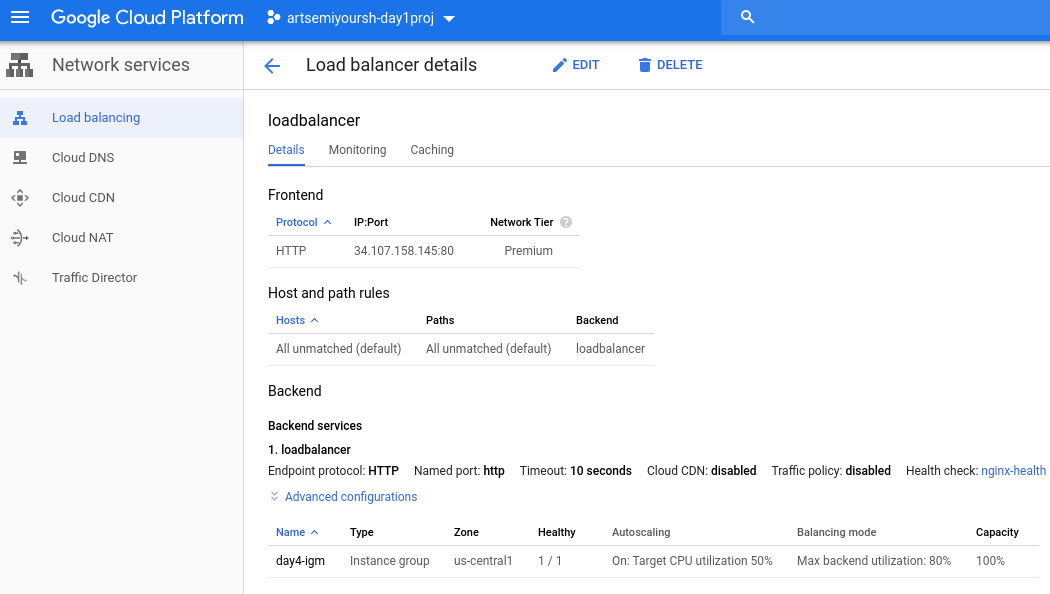 Google Cloud Platform
artsemiyoursh-day1proj
Network services
Load balancer details
EDIT
DELETE
Load balancing
Cloud DNS
Cloud CDN
Cloud NAT
Traffic Director
loadbalancer
Details Monitoring Caching
Frontend
Protocol IP:Port Network Tier ?
HTTP 34.107.158.145:80 Premium
Host and path rules
Hosts Paths Backend
All unmatched (default) All unmatched (default) loadbalancer
Backend
Backend services
1. loadbalancer
Endpoint protocol: HTTP Named port: http Timeout: 10 seconds Cloud CDN: disabled Traffic policy: disabled Health check: nginx-health
Advanced configurations
Name Type Zone Healthy Autoscaling Balancing mode Capacity
day4-igm Instance group us-central1 1 / 1 On: Target CPU utilization 50% Max backend utilization: 80% 100%